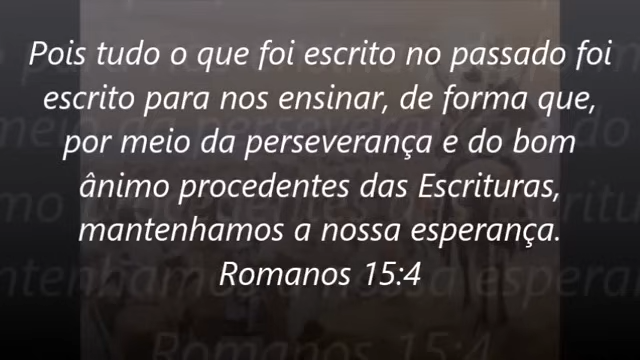 Pois tudo o que foi escrito no passado foi
escrito para nos ensinar, de forma que,
por meio da perseverança e do bom
ânimo procedentes das Escrituras,
mantenhamos a nossa esperança.
Romanos 15:4